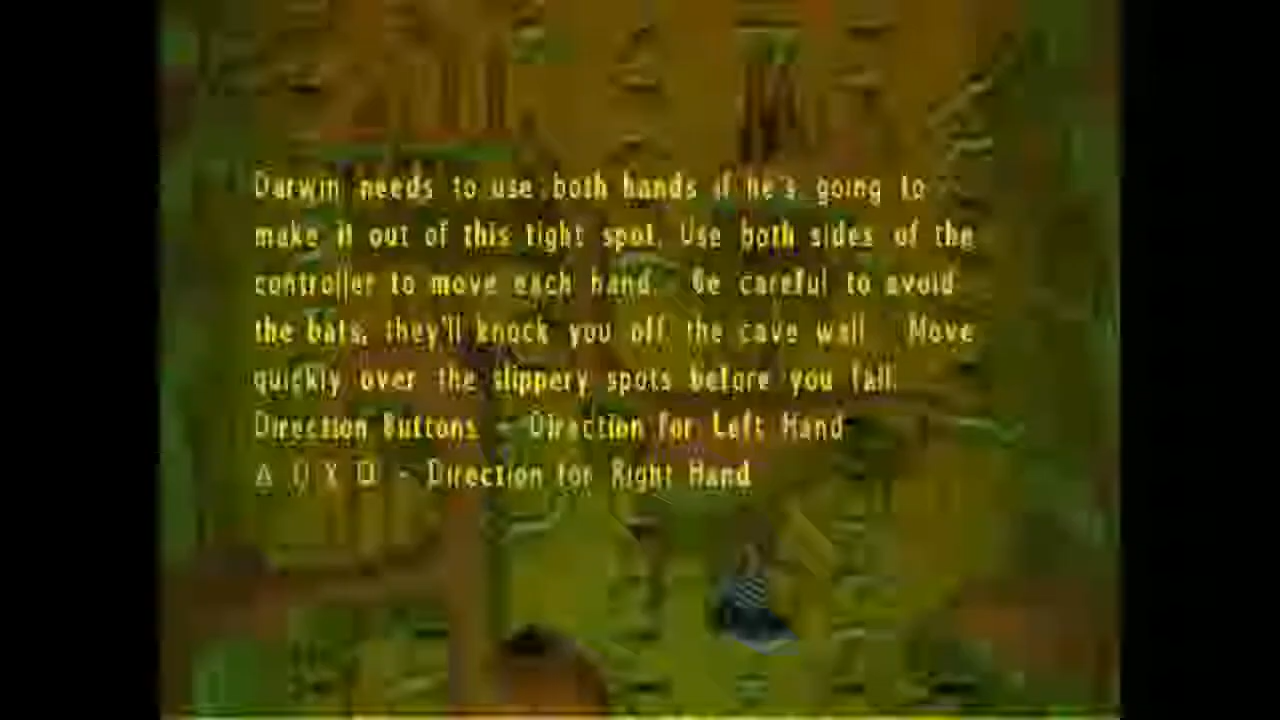 Darwin needs to use both hands if he's going to
make it out of this tight spot. Use both sides of the
controller to move each hand. Be careful to avoid
the bats, they'll knock you off the cave wall. Move
quickly over the slippery spots before you fall.
Direction Buttons - Direction for Left Hand
△ ○ X □ - Direction for Right Hand